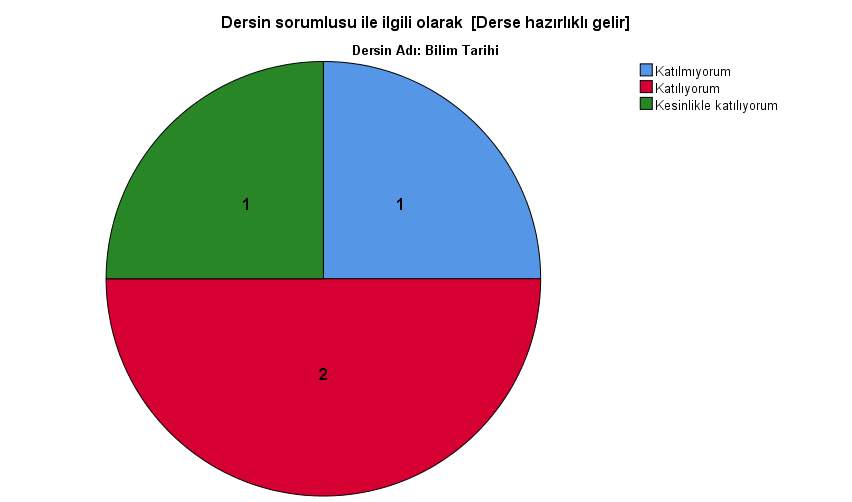 Dersin sorumlusu ile ilgili olarak [Derse hazırlıklı gelir]
Dersin Adı: Bilim Tarihi
Katılmıyorum
Katılıyorum
Kesinlikle katılıyorum
1
1
2